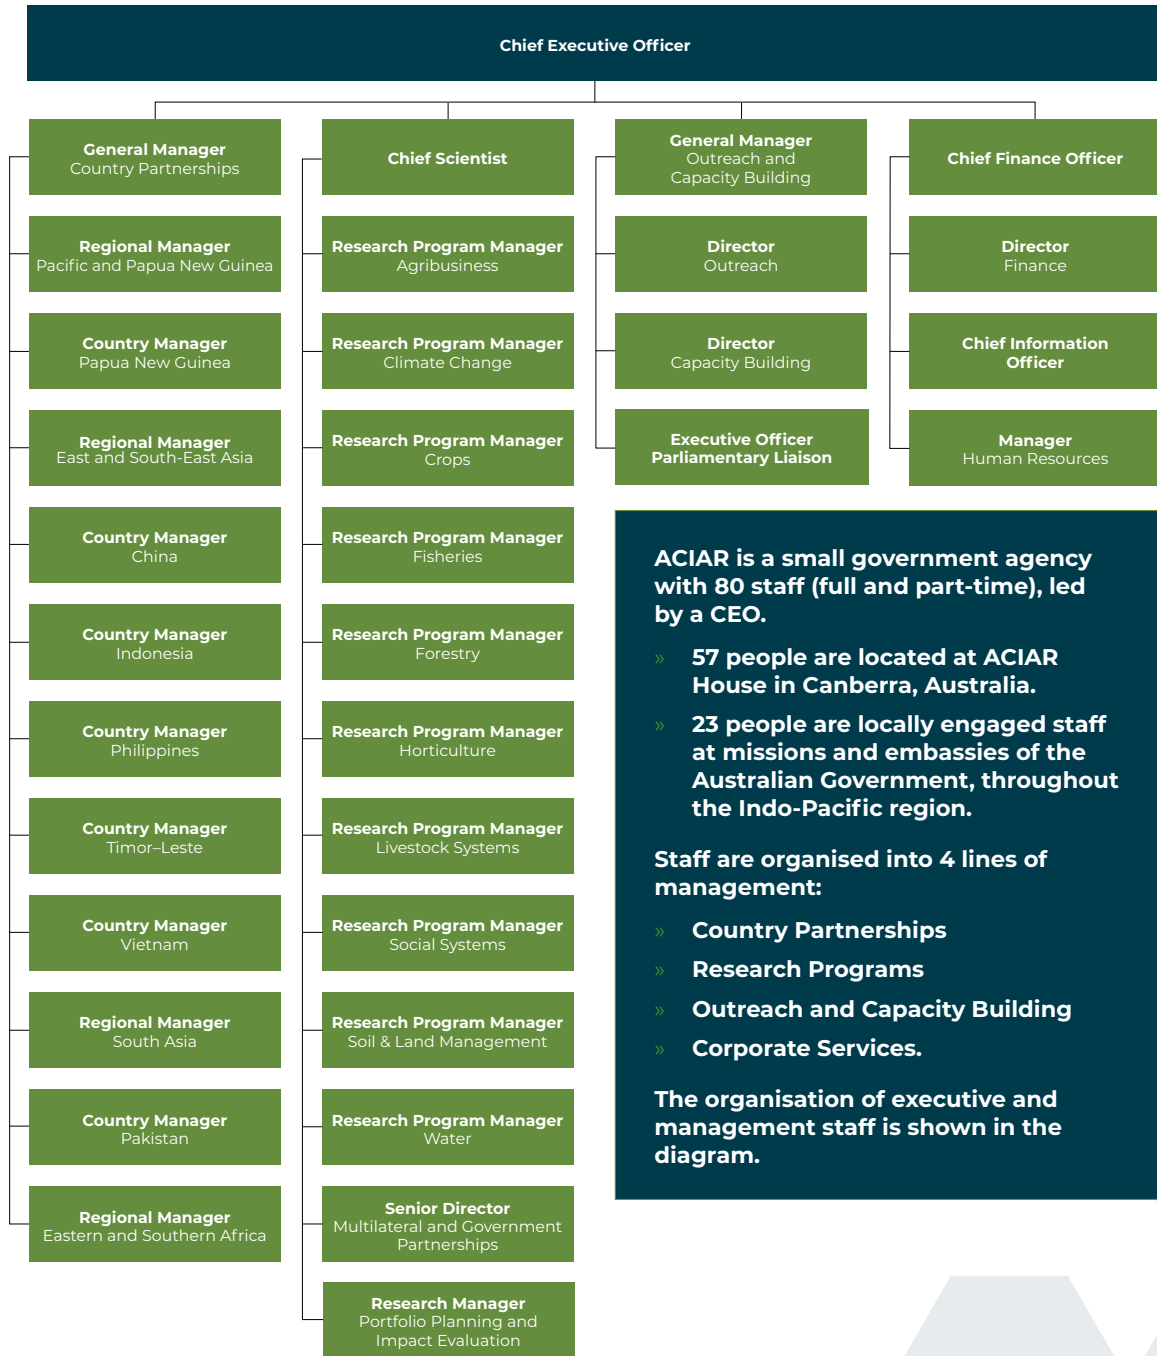 Chief Executive Officer
General Manager
Country Partnerships
Regional Manager
Pacific and Papua New Guinea
Country Manager
Papua New Guinea
Regional Manager
East and South-East Asia
Country Manager
China
Country Manager
Indonesia
Country Manager
Philippines
Country Manager
Timor–Leste
Country Manager
Vietnam
Regional Manager
South Asia
Country Manager
Pakistan
Regional Manager
Eastern and Southern Africa
Chief Scientist
Research Program Manager
Agribusiness
Research Program Manager
Climate Change
Research Program Manager
Crops
Research Program Manager
Fisheries
Research Program Manager
Forestry
Research Program Manager
Horticulture
Research Program Manager
Livestock Systems
Research Program Manager
Social Systems
Research Program Manager
Soil & Land Management
Research Program Manager
Water
Senior Director
Multilateral and Government
Partnerships
Research Manager
Portfolio Planning and
Impact Evaluation
General Manager
Outreach and
Capacity Building
Director
Outreach
Director
Capacity Building
Executive Officer
Parliamentary Liaison
Chief Finance Officer
Director
Finance
Chief Information
Officer
Manager
Human Resources
ACIAR is a small government agency
with 80 staff (full and part-time), led
by a CEO.
» 57 people are located at ACIAR
House in Canberra, Australia.
» 23 people are locally engaged staff
at missions and embassies of the
Australian Government, throughout
the Indo-Pacific region.
Staff are organised into 4 lines of
management:
» Country Partnerships
» Research Programs
» Outreach and Capacity Building
» Corporate Services.
The organisation of executive and
management staff is shown in the
diagram.